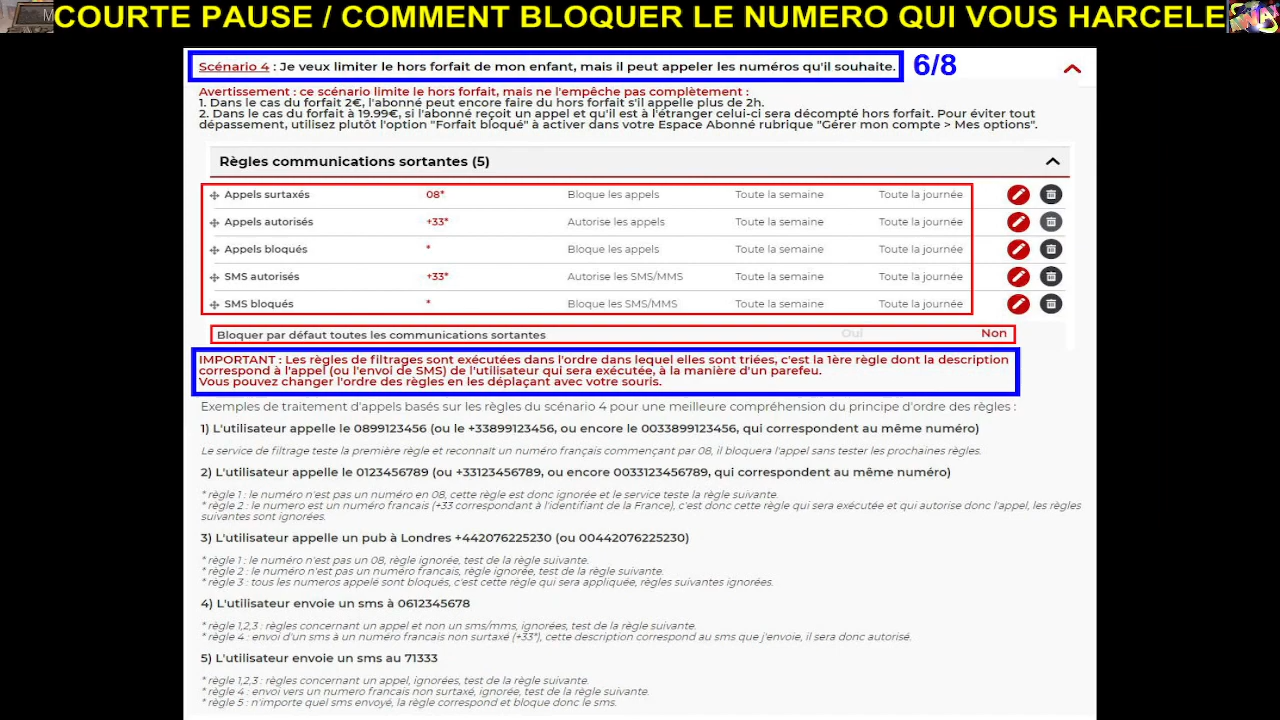 COURTE PAUSE / COMMENT BLOQUER LE NUMERO QUI VOUS HARCELE
Scénario 4 : Je veux limiter le hors forfait de mon enfant, mais il peut appeler les numéros qu'il souhaite. 6/8
Avertissement : ce scénario limite le hors forfait, mais ne l'empêche pas complètement :
1. Dans le cas du forfait 2€, l'abonné peut encore faire du hors forfait s'il appelle plus de 2h.
2. Dans le cas du forfait à 19.99€, si l'abonné reçoit un appel et qu'il est à l'étranger celui-ci sera décompté hors forfait. Pour éviter tout
dépassement, utilisez plutôt l'option "Forfait bloqué" à activer dans votre Espace Abonné rubrique "Gérer mon compte > Mes options".
Règles communications sortantes (5)
Appels surtaxés 08* Bloque les appels Toute la semaine Toute la journée
Appels autorisés +33* Autorise les appels Toute la semaine Toute la journée
Appels bloqués * Bloque les appels Toute la semaine Toute la journée
SMS autorisés +33* Autorise les SMS/MMS Toute la semaine Toute la journée
SMS bloqués * Bloque les SMS/MMS Toute la semaine Toute la journée
Bloquer par défaut toutes les communications sortantes Oui Non
IMPORTANT : Les règles de filtrages sont exécutées dans l'ordre dans lequel elles sont triées, c'est la 1ère règle dont la description
correspond à l'appel (ou l'envoi de SMS) de l'utilisateur qui sera exécutée, à la manière d'un parefeu.
Vous pouvez changer l'ordre des règles en les déplaçant avec votre souris.
Exemples de traitement d'appels basés sur les règles du scénario 4 pour une meilleure compréhension du principe d'ordre des règles :
1) L'utilisateur appelle le 0899123456 (ou le +33899123456, ou encore le 0033899123456, qui correspondent au même numéro)
Le service de filtrage teste la première règle et reconnaît un numéro français commençant par 08, il bloquera l'appel sans tester les prochaines règles.
2) L'utilisateur appelle le 0123456789 (ou +33123456789, ou encore 0033123456789, qui correspondent au même numéro)
* règle 1 : le numéro n'est pas un numéro en 08, cette règle est donc ignorée et le service teste la règle suivante.
* règle 2 : le numero est un numéro francais (+33 correspondant à l'identifiant de la France), c'est donc cette règle qui sera exécutée et qui autorise donc l'appel, les règles
suivantes sont ignorées.
3) L'utilisateur appelle un pub à Londres +442076225230 (ou 00442076225230)
* règle 1 : le numéro n'est pas un 08, règle ignorée, test de la règle suivante.
* règle 2 : le numéro n'est pas un numéro francais, règle ignorée, test de la règle suivante.
* règle 3 : tous les numeros appelé sont bloqués, c'est cette règle qui sera appliquée, règles suivantes ignorées.
4) L'utilisateur envoie un sms à 0612345678
* règle 1,2,3 : règles concernant un appel et non un sms/mms, ignorées, test de la règle suivante.
* règle 4 : envoi d'un sms à un numéro francais non surtaxé (+33*), cette description correspond au sms que j'envoie, il sera donc autorisé.
5) L'utilisateur envoie un sms au 71333
* règle 1,2,3 : règles concernant un appel, ignorées, test de la règle suivante.
* règle 4 : envoi vers un numero francais non surtaxé, ignorée, test de la règle suivante.
* règle 5 : n'importe quel sms envoyé, la règle correspond et bloque donc le sms.